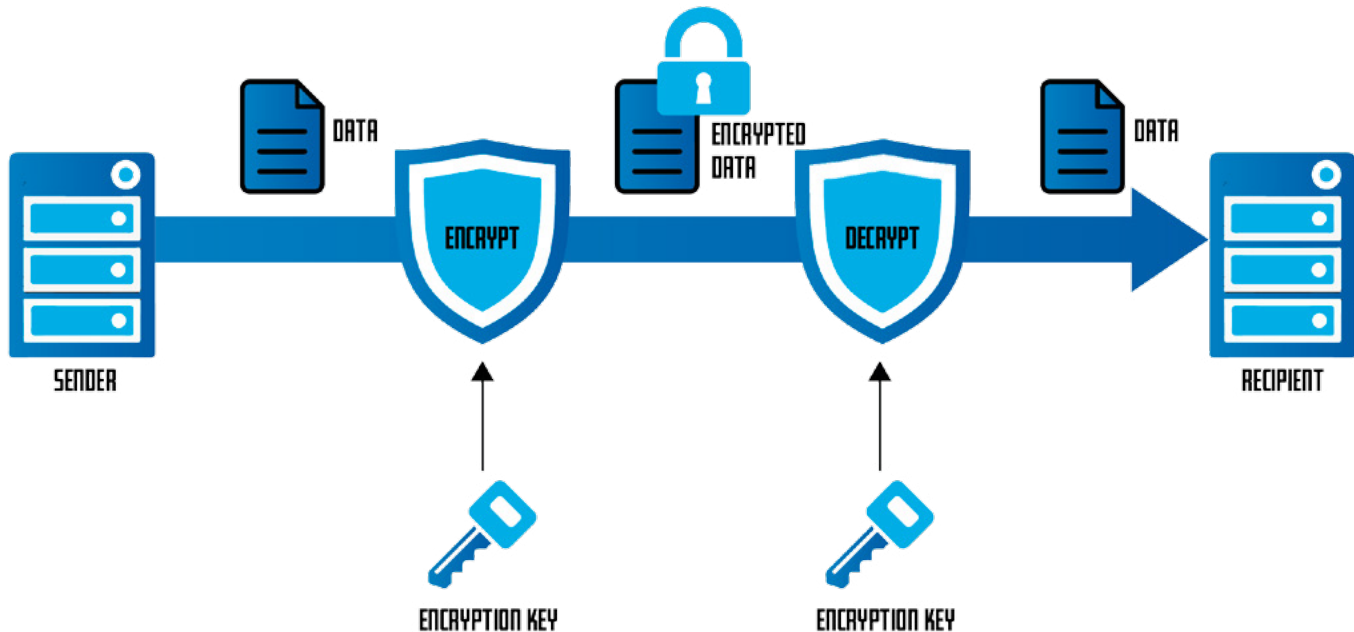 DATA
ENCRYPTED
DATA
DATA
ENCRYPT
DECRYPT
SENDER
RECIPIENT
ENCRYPTION KEY
ENCRYPTION KEY